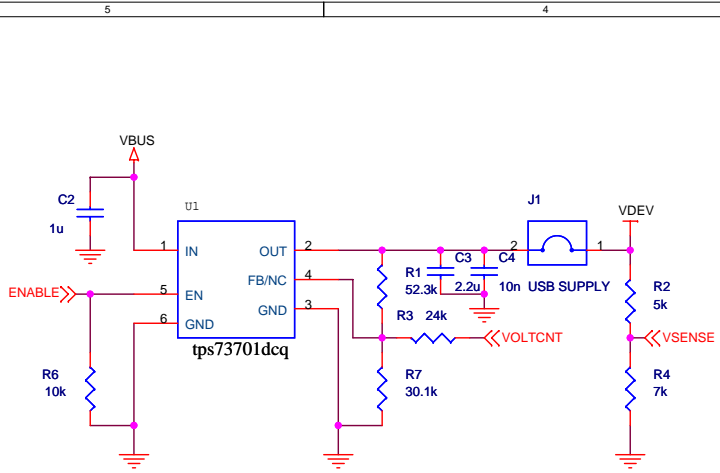 5 4
VBUS
C2
1u
U1
1 IN
OUT 2
FB/NC 4
GND 3
ENABLE
5 EN
6 GND
tps73701dcq
R6
10k
R1
52.3k
C3
2.2u
C4
10n
R3 24k
VOLTCNT
R7
30.1k
J1
2 1
USB SUPPLY
VDEV
R2
5k
VSENSE
R4
7k